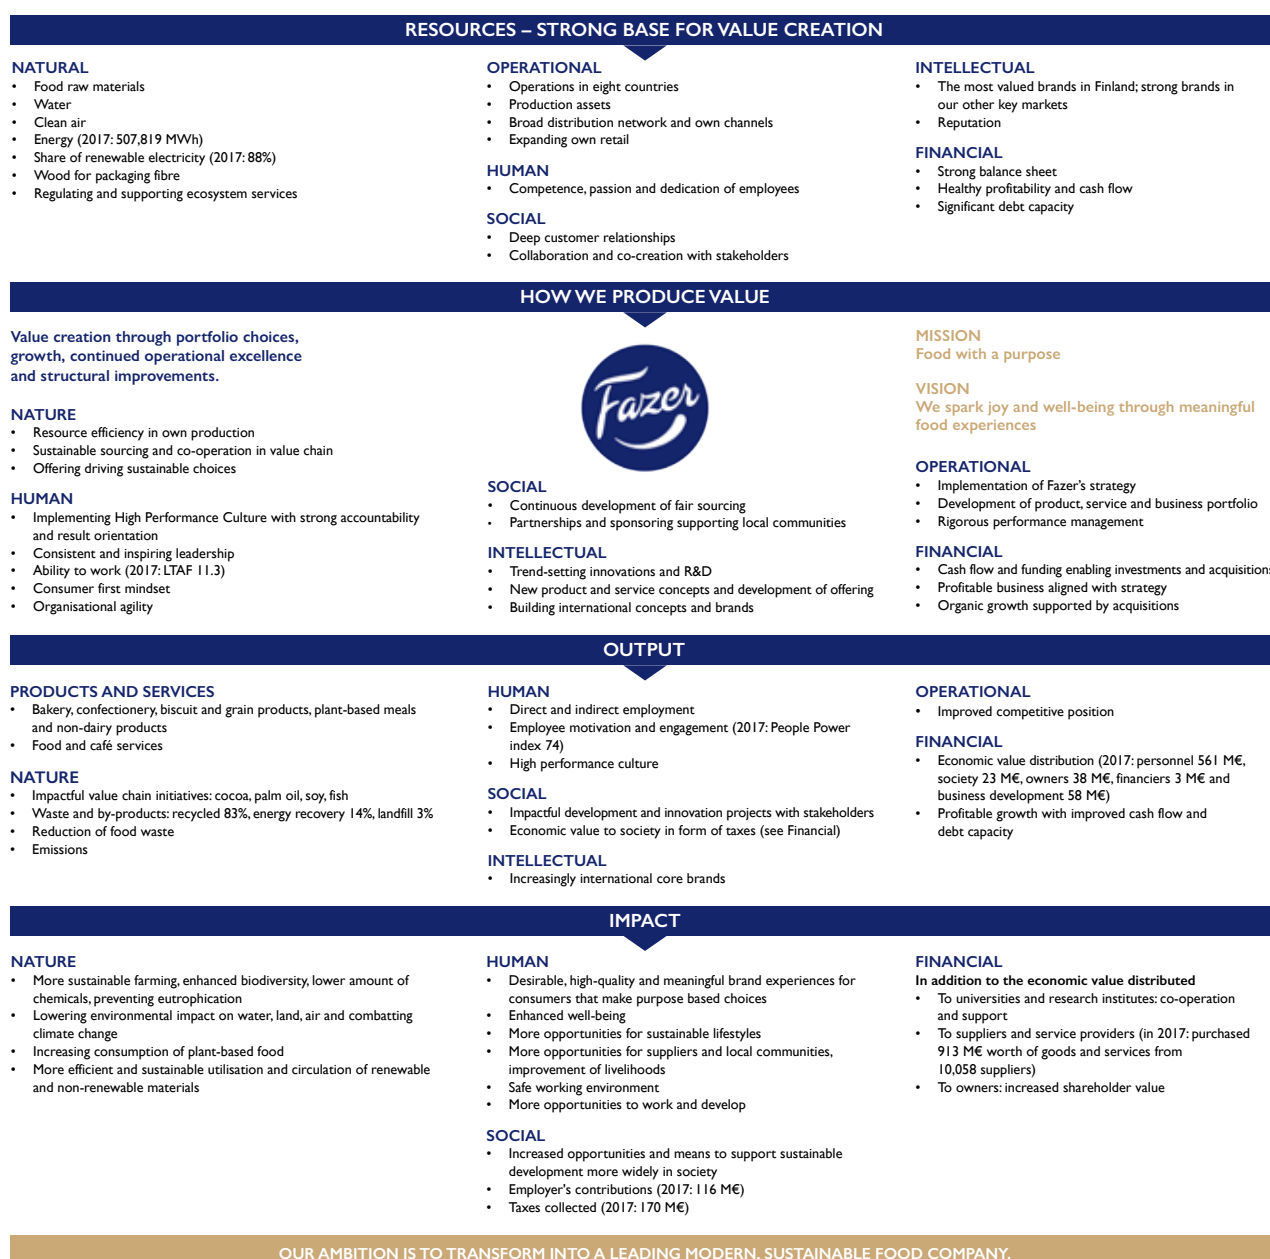 RESOURCES – STRONG BASE FOR VALUE CREATION
NATURAL
• Food raw materials
• Water
• Clean air
• Energy (2017: 507,819 MWh)
• Share of renewable electricity (2017: 88%)
• Wood for packaging fibre
• Regulating and supporting ecosystem services
OPERATIONAL
• Operations in eight countries
• Production assets
• Broad distribution network and own channels
• Expanding own retail
HUMAN
• Competence, passion and dedication of employees
SOCIAL
• Deep customer relationships
• Collaboration and co-creation with stakeholders
INTELLECTUAL
• The most valued brands in Finland; strong brands in
our other key markets
• Reputation
FINANCIAL
• Strong balance sheet
• Healthy profitability and cash flow
• Significant debt capacity
HOW WE PRODUCE VALUE
Value creation through portfolio choices,
growth, continued operational excellence
and structural improvements.
NATURE
• Resource efficiency in own production
• Sustainable sourcing and co-operation in value chain
• Offering driving sustainable choices
HUMAN
• Implementing High Performance Culture with strong accountability
and result orientation
• Consistent and inspiring leadership
• Ability to work (2017: LTAF 11.3)
• Consumer first mindset
• Organisational agility
Fazer
SOCIAL
• Continuous development of fair sourcing
• Partnerships and sponsoring supporting local communities
INTELLECTUAL
• Trend-setting innovations and R&D
• New product and service concepts and development of offering
• Building international concepts and brands
MISSION
Food with a purpose
VISION
We spark joy and well-being through meaningful
food experiences
OPERATIONAL
• Implementation of Fazer's strategy
• Development of product, service and business portfolio
• Rigorous performance management
FINANCIAL
• Cash flow and funding enabling investments and acquisitions
• Profitable business aligned with strategy
• Organic growth supported by acquisitions
OUTPUT
PRODUCTS AND SERVICES
• Bakery, confectionery, biscuit and grain products, plant-based meals
and non-dairy products
• Food and café services
NATURE
• Impactful value chain initiatives: cocoa, palm oil, soy, fish
• Waste and by-products: recycled 83%, energy recovery 14%, landfill 3%
• Reduction of food waste
• Emissions
HUMAN
• Direct and indirect employment
• Employee motivation and engagement (2017: People Power
index 74)
• High performance culture
SOCIAL
• Impactful development and innovation projects with stakeholders
• Economic value to society in form of taxes (see Financial)
INTELLECTUAL
• Increasingly international core brands
OPERATIONAL
• Improved competitive position
FINANCIAL
• Economic value distribution (2017: personnel 561 M€,
society 23 M€, owners 38 M€, financiers 3 M€ and
business development 58 M€)
• Profitable growth with improved cash flow and
debt capacity
IMPACT
NATURE
• More sustainable farming, enhanced biodiversity, lower amount of
chemicals, preventing eutrophication
• Lowering environmental impact on water, land, air and combatting
climate change
• Increasing consumption of plant-based food
• More efficient and sustainable utilisation and circulation of renewable
and non-renewable materials
HUMAN
• Desirable, high-quality and meaningful brand experiences for
consumers that make purpose based choices
• Enhanced well-being
• More opportunities for sustainable lifestyles
• More opportunities for suppliers and local communities,
improvement of livelihoods
• Safe working environment
• More opportunities to work and develop
SOCIAL
• Increased opportunities and means to support sustainable
development more widely in society
• Employer's contributions (2017: 116 M€)
• Taxes collected (2017: 170 M€)
FINANCIAL
In addition to the economic value distributed
• To universities and research institutes: co-operation
and support
• To suppliers and service providers (in 2017: purchased
913 M€ worth of goods and services from
10,058 suppliers)
• To owners: increased shareholder value
OUR AMBITION IS TO TRANSFORM INTO A LEADING MODERN, SUSTAINABLE FOOD COMPANY.